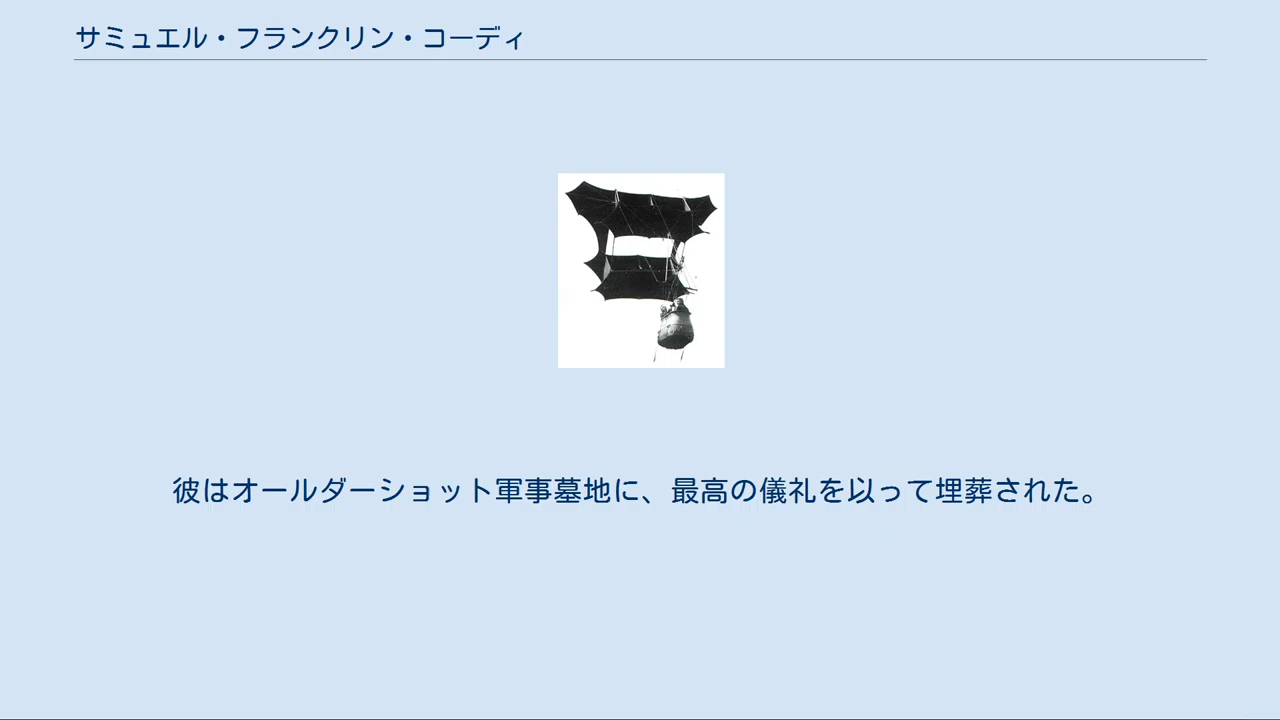 サミュエル・フランクリン・コーディ
彼はオールダーショット軍事墓地に、最高の儀礼を以って埋葬された。